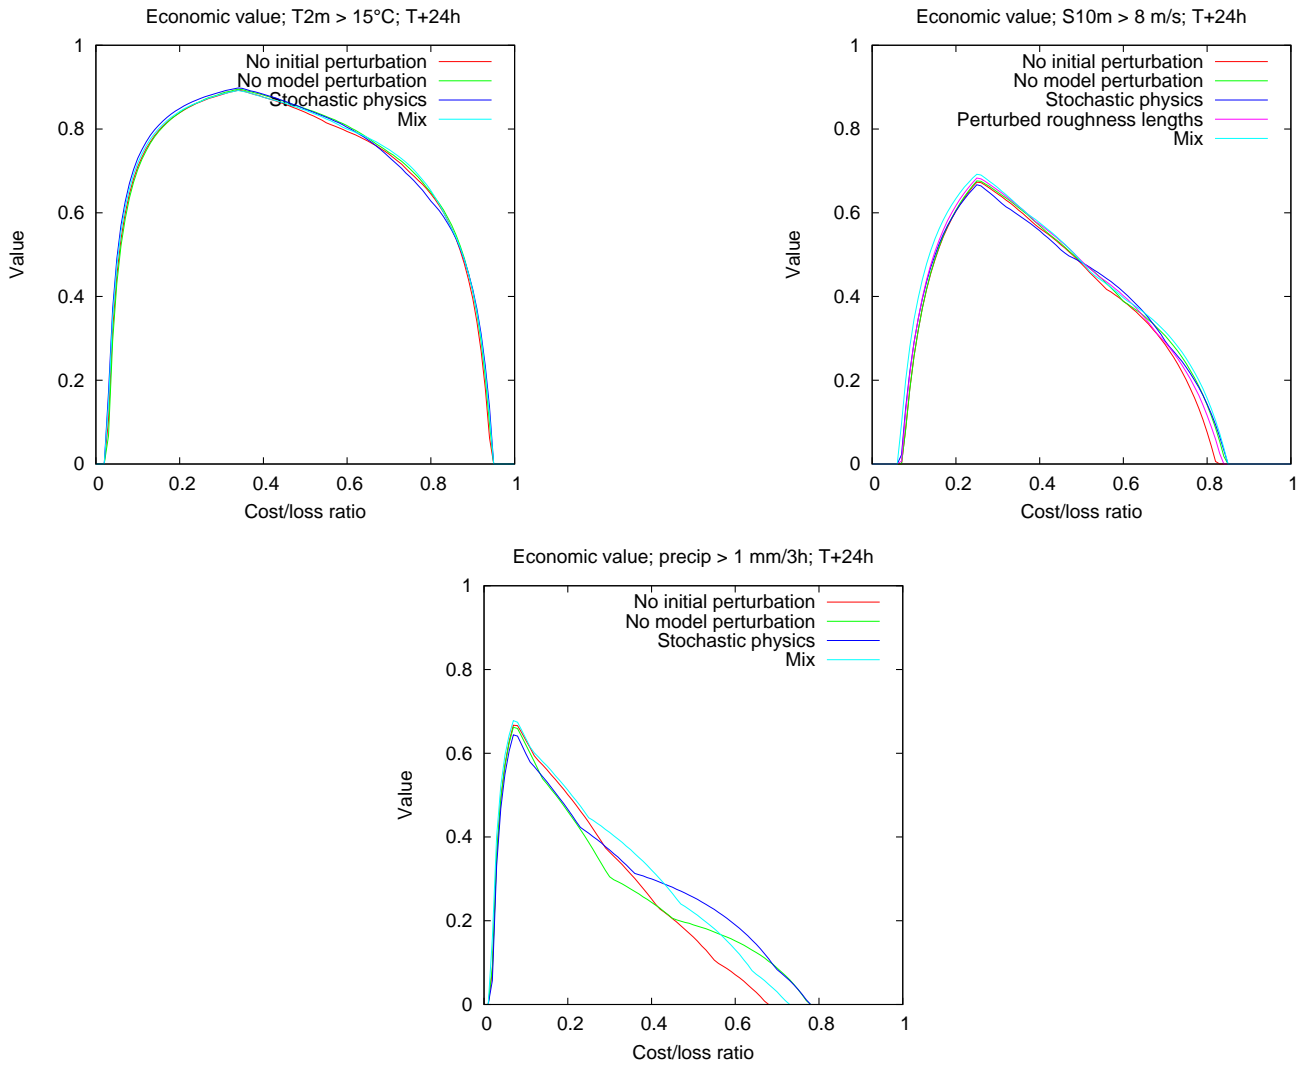 Economic value; T2m > 15°C; T+24h
No initial perturbation
No model perturbation
Stochastic physics
Mix
1
0.8
0.6
0.4
0.2
0
Value
0 0.2 0.4 0.6 0.8 1
Cost/loss ratio
Economic value; S10m > 8 m/s; T+24h
No initial perturbation
No model perturbation
Stochastic physics
Perturbed roughness lengths
Mix
1
0.8
0.6
0.4
0.2
0
Value
0 0.2 0.4 0.6 0.8 1
Cost/loss ratio
Economic value; precip > 1 mm/3h; T+24h
No initial perturbation
No model perturbation
Stochastic physics
Mix
1
0.8
0.6
0.4
0.2
0
Value
0 0.2 0.4 0.6 0.8 1
Cost/loss ratio